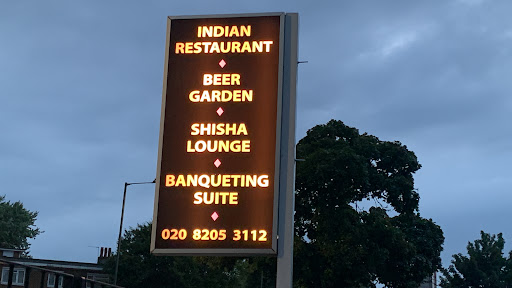 INDIAN
RESTAURANT
BEER
GARDEN
SHISHA
LOUNGE
BANQUETING
SUITE
020 8205 3112